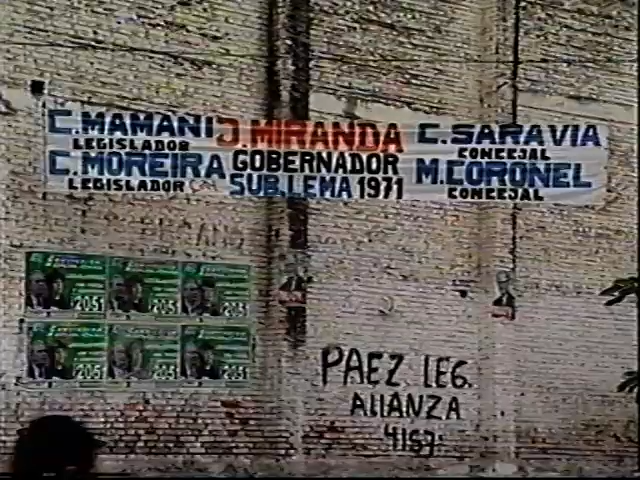 C.MAMANI J.MIRANDA C.SARAVIA
LEGISLADOR CONCEJAL
C.MOREIRA GOBERNADOR M.CORONEL
LEGISLADOR SUB.LEMA 1971 CONCEJAL
2051 2051 2051
2051 2051 2051
PAEZ LEG.
ALIANZA
4157